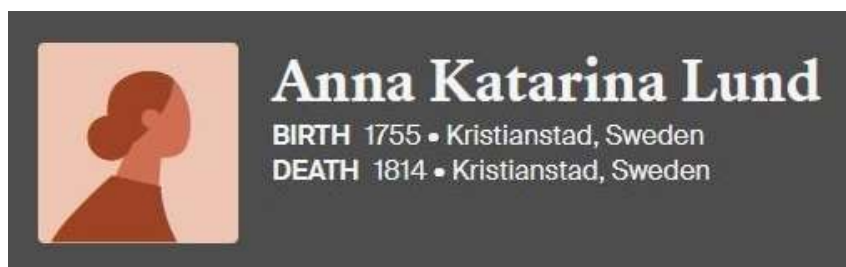 Anna Katarina Lund
BIRTH 1755 • Kristianstad, Sweden
DEATH 1814 • Kristianstad, Sweden